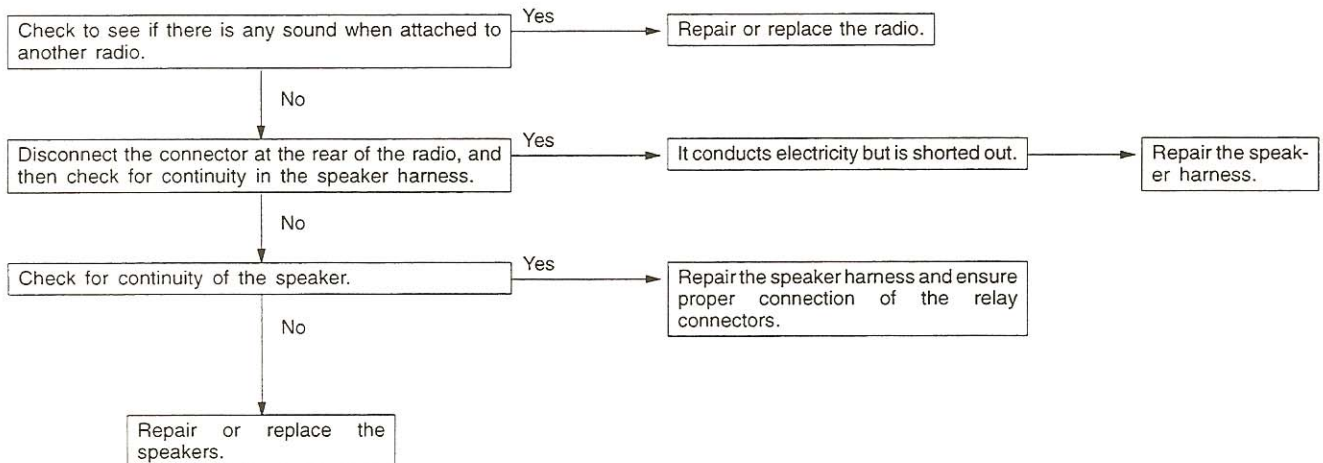 Check to see if there is any sound when attached to
another radio.
Yes
Repair or replace the radio.
No
Disconnect the connector at the rear of the radio, and
then check for continuity in the speaker harness.
Yes
It conducts electricity but is shorted out.
Repair the speak-
er harness.
No
Check for continuity of the speaker.
Yes
Repair the speaker harness and ensure
proper connection of the relay
connectors.
No
Repair or replace the
speakers.